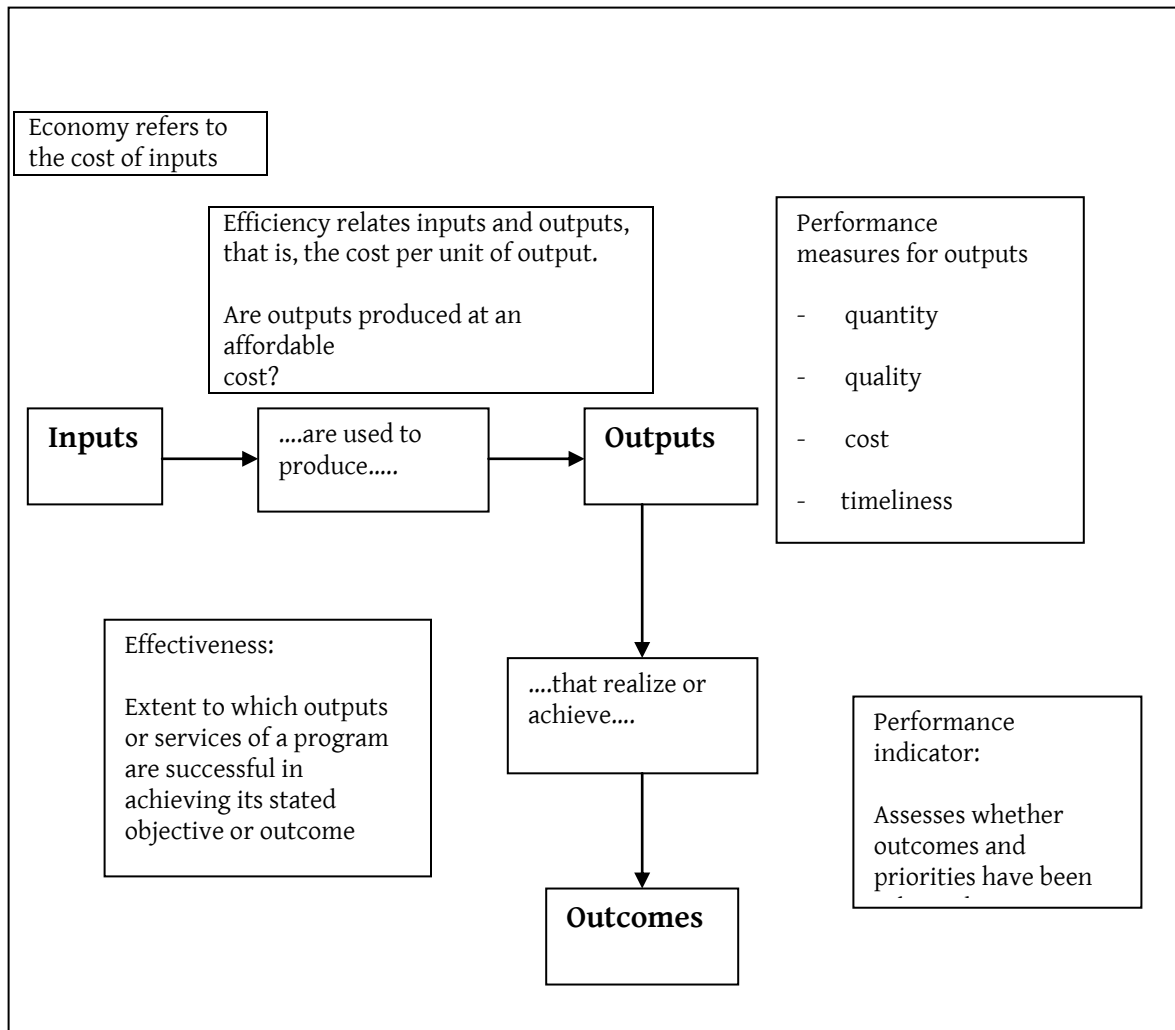 Economy refers to
the cost of inputs
Efficiency relates inputs and outputs,
that is, the cost per unit of output.
Are outputs produced at an
affordable
cost?
Performance
measures for outputs
- quantity
- quality
- cost
- timeliness
Inputs
....are used to
produce.....
Outputs
Effectiveness:
Extent to which outputs
or services of a program
are successful in
achieving its stated
objective or outcome
....that realize or
achieve....
Performance
indicator:
Assesses whether
outcomes and
priorities have been
Outcomes